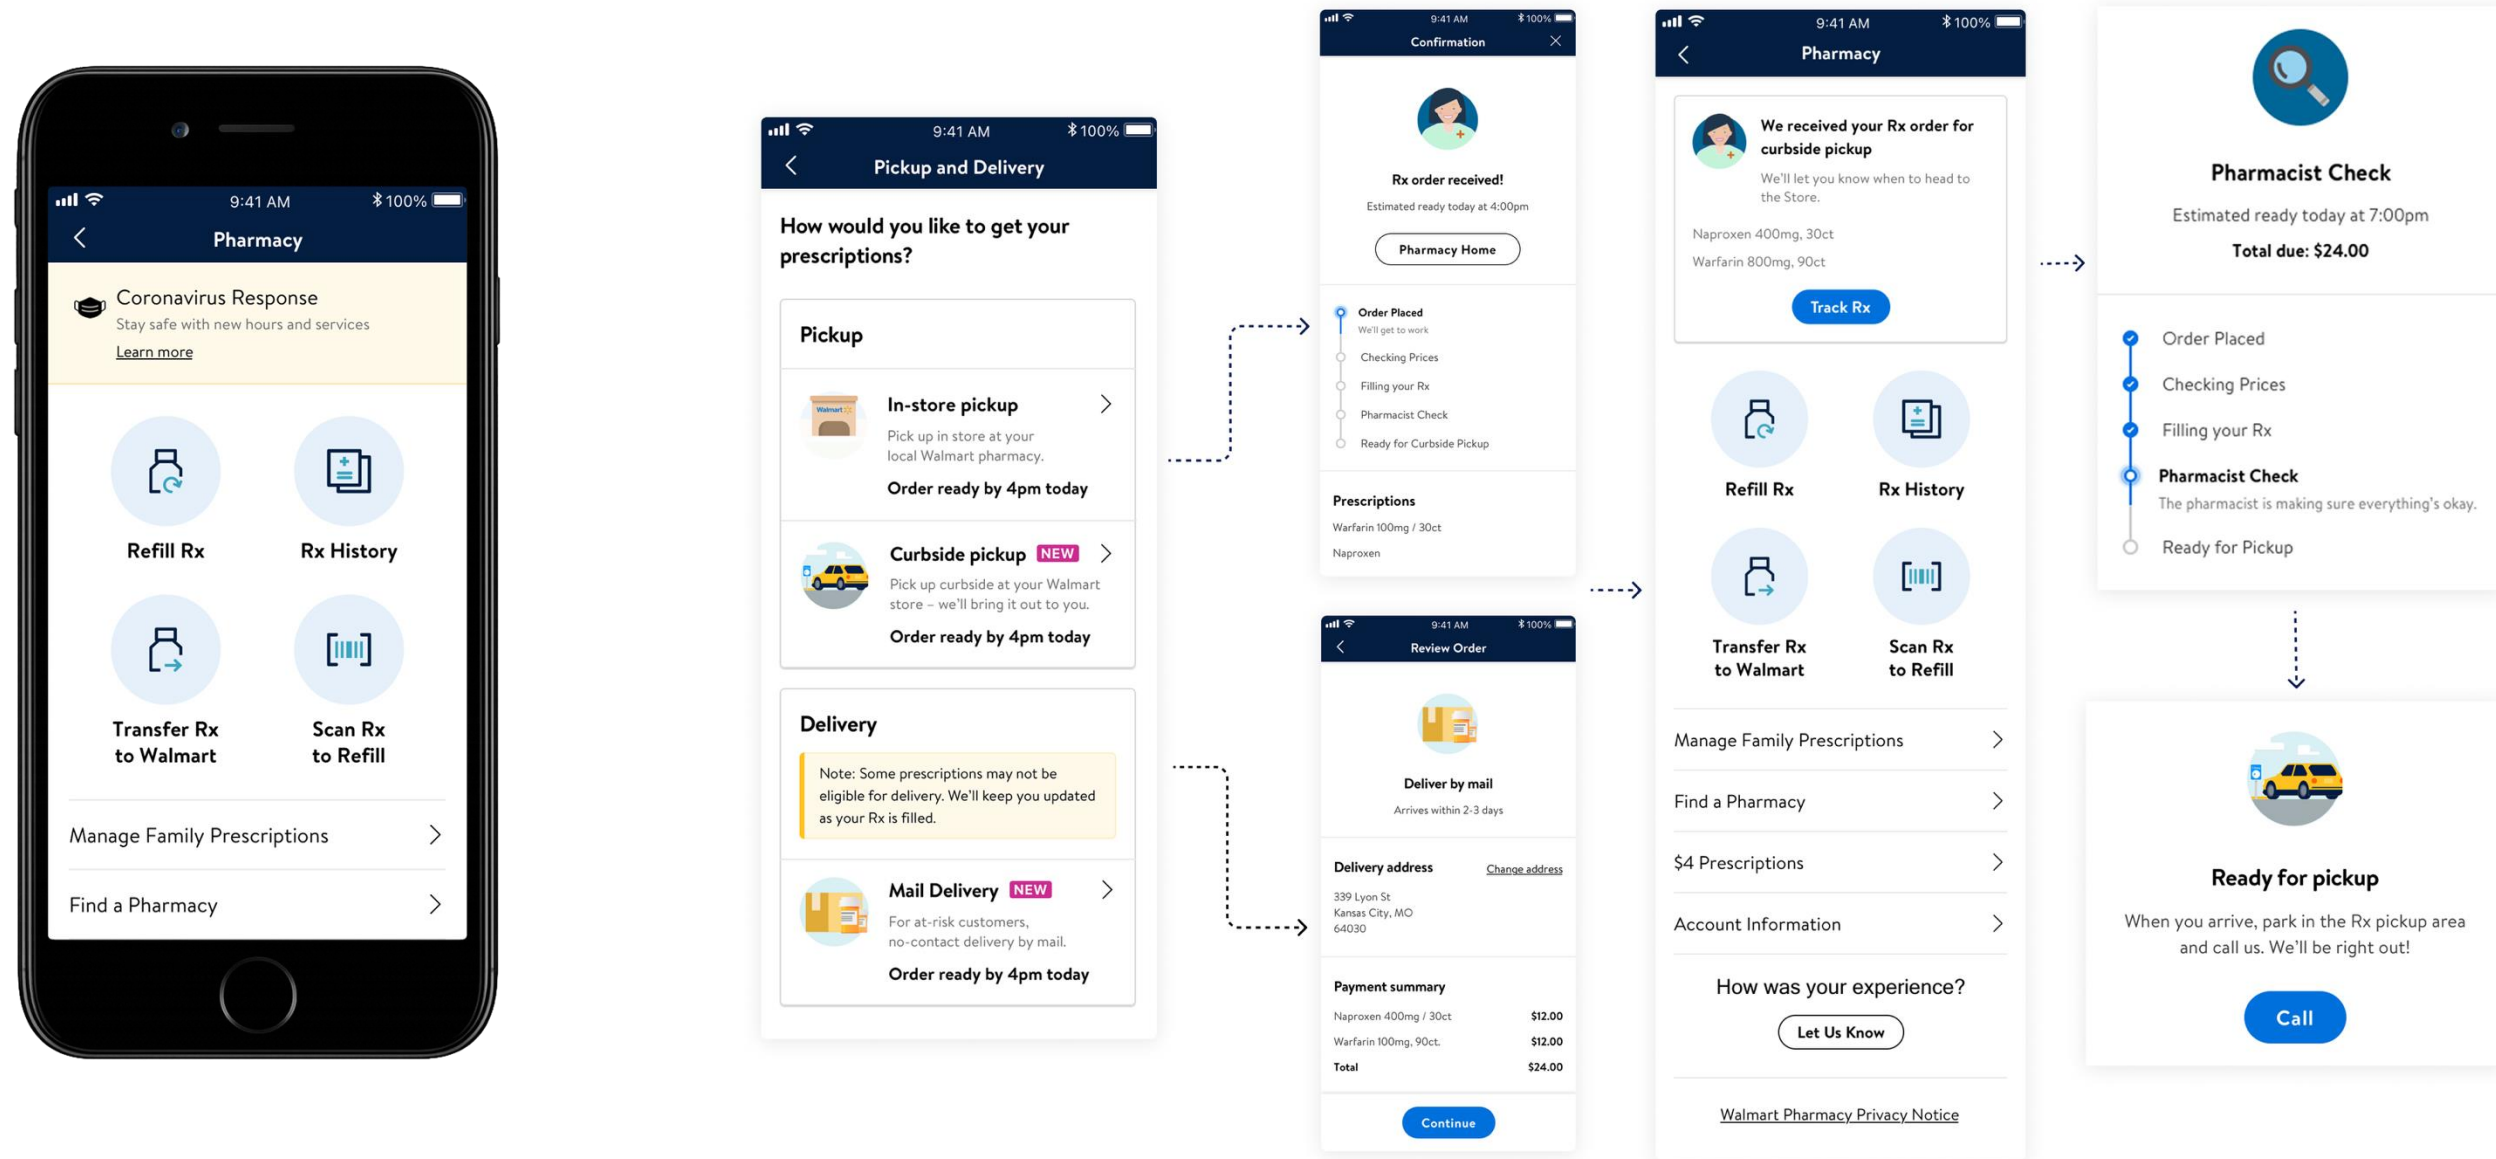 9:41 AM
100%
Pharmacy
Coronavirus Response
Stay safe with new hours and services
Learn more
Refill Rx
Rx History
Transfer Rx
to Walmart
Scan Rx
to Refill
Manage Family Prescriptions
Find a Pharmacy
9:41 AM
100%
Pickup and Delivery
How would you like to get your
prescriptions?
Pickup
Walmart
In-store pickup
Pick up in store at your
local Walmart pharmacy.
Order ready by 4pm today
Curbside pickup NEW
Pick up curbside at your Walmart
store – we'll bring it out to you.
Order ready by 4pm today
Delivery
Note: Some prescriptions may not be
eligible for delivery. We'll keep you updated
as your Rx is filled.
Mail Delivery NEW
For at-risk customers,
no-contact delivery by mail.
Order ready by 4pm today
9:41 AM
100%
Confirmation
Rx order received!
Estimated ready today at 4:00pm
Pharmacy Home
Order Placed
We'll get to work
Checking Prices
Filling your Rx
Pharmacist Check
Ready for Curbside Pickup
Prescriptions
Warfarin 100mg / 30ct
Naproxen
9:41 AM
100%
Review Order
Deliver by mail
Arrives within 2-3 days
Delivery address
Change address
339 Lyon St
Kansas City, MO
64030
Payment summary
Naproxen 400mg / 30ct $12.00
Warfarin 100mg, 90ct. $12.00
Total $24.00
Continue
9:41 AM
100%
Pharmacy
We received your Rx order for
curbside pickup
We'll let you know when to head to
the Store.
Naproxen 400mg, 30ct
Warfarin 800mg, 90ct
Track Rx
Refill Rx
Rx History
Transfer Rx
to Walmart
Scan Rx
to Refill
Manage Family Prescriptions
Find a Pharmacy
$4 Prescriptions
Account Information
How was your experience?
Let Us Know
Walmart Pharmacy Privacy Notice
Pharmacist Check
Estimated ready today at 7:00pm
Total due: $24.00
Order Placed
Checking Prices
Filling your Rx
Pharmacist Check
The pharmacist is making sure everything's okay.
Ready for Pickup
Ready for pickup
When you arrive, park in the Rx pickup area
and call us. We'll be right out!
Call